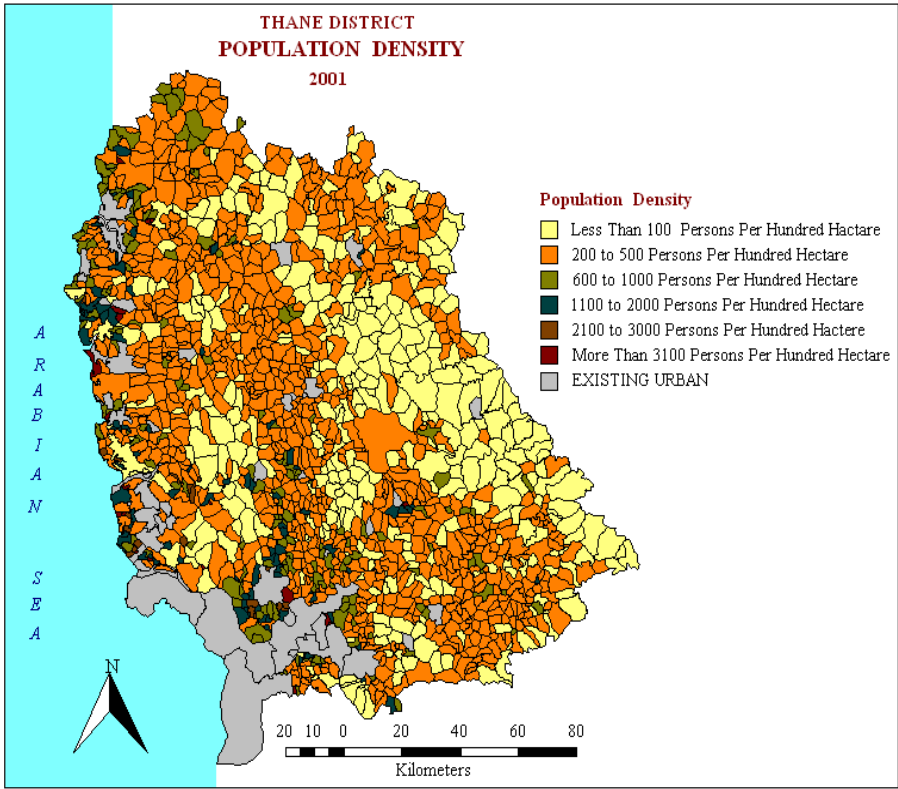 THANE DISTRICT
POPULATION DENSITY
2001
Population Density
Less Than 100 Persons Per Hundred Hactare
200 to 500 Persons Per Hundred Hectare
600 to 1000 Persons Per Hundred Hectare
1100 to 2000 Persons Per Hundred Hectare
2100 to 3000 Persons Per Hundred Hactere
More Than 3100 Persons Per Hundred Hectare
EXISTING URBAN
ARABIAN SEA
N
20 10 0 20 40 60 80
Kilometers